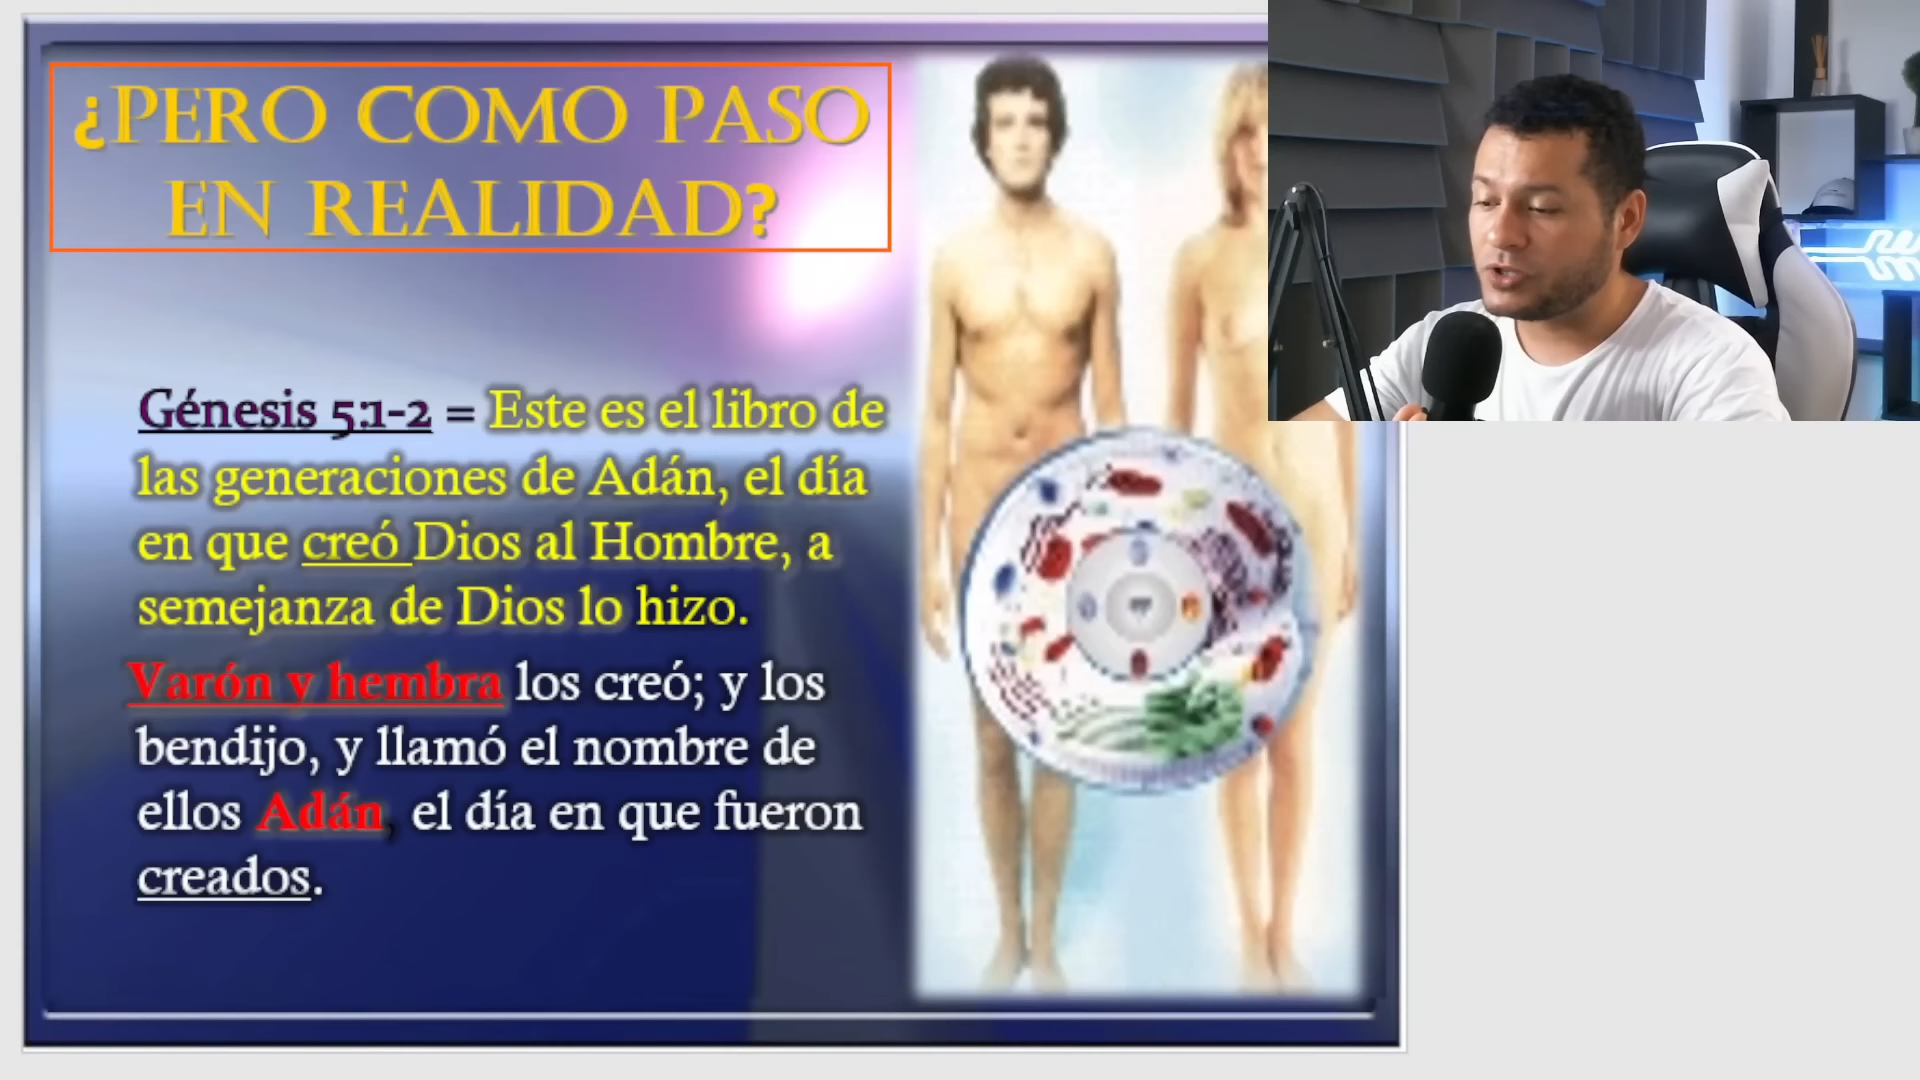 ¿PERO COMO PASO
EN REALIDAD?
Génesis 5:1-2 = Este es el libro de
las generaciones de Adán, el día
en que creó Dios al Hombre, a
semejanza de Dios lo hizo.
Varón y hembra los creó; y los
bendijo, y llamó el nombre de
ellos Adán, el día en que fueron
creados.